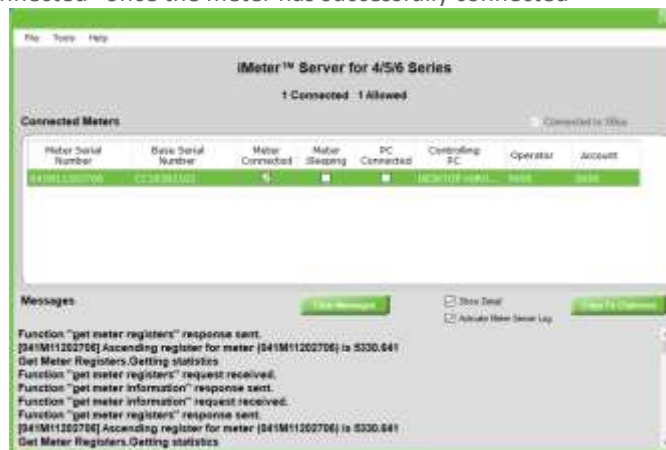 nnected" once the meter has successfully connected
File Tools Help
iMeter™ Server for 4/5/6 Series
1 Connected 1 Allowed
Connected Meters
Meter Serial Number
Base Serial Number
Meter Connected
Meter Sleeping
PC Connected
Controlling PC
Operator
Account
041M11202706
Messages
Clear Messages
Show Detail
Activate Meter Server Log
Copy To Clipboard
Function "get meter registers" response sent.
[041M11202706] Ascending register for meter (041M11202706) is 5330.641
Get Meter Registers.Getting statistics
Function "get meter registers" request received.
Function "get meter information" response sent.
Function "get meter information" request received.
Function "get meter registers" response sent.
[041M11202706] Ascending register for meter (041M11202706) is 5330.641
Get Meter Registers.Getting statistics